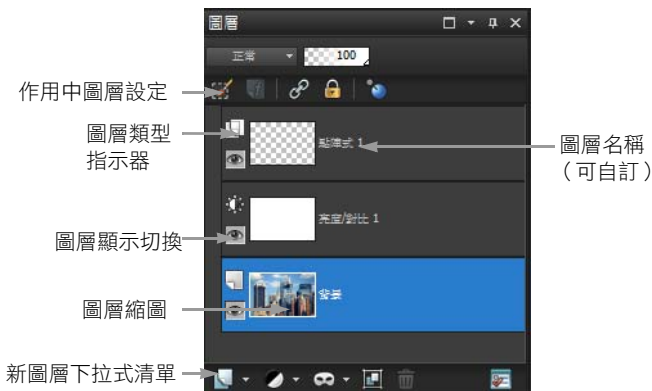 圖層
正常
100
作用中圖層設定
圖層類型
指示器
點陣式 1
圖層名稱
（可自訂）
亮度/對比 1
圖層顯示切換
背景
圖層縮圖
新圖層下拉式清單